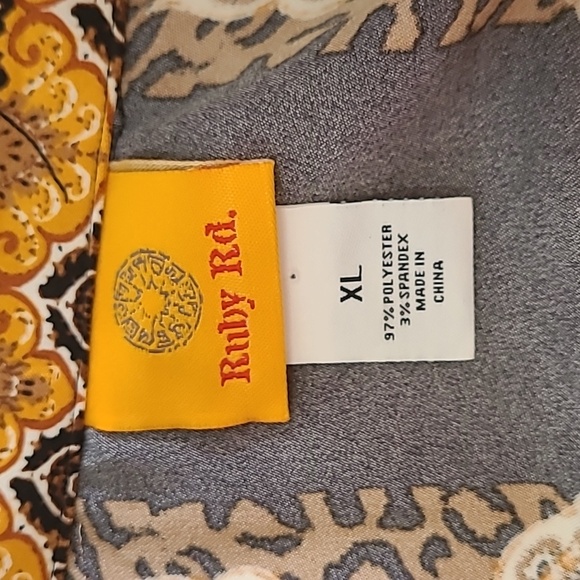 Ruby Rd.
XL
97% POLYESTER
3% SPANDEX
MADE IN
CHINA